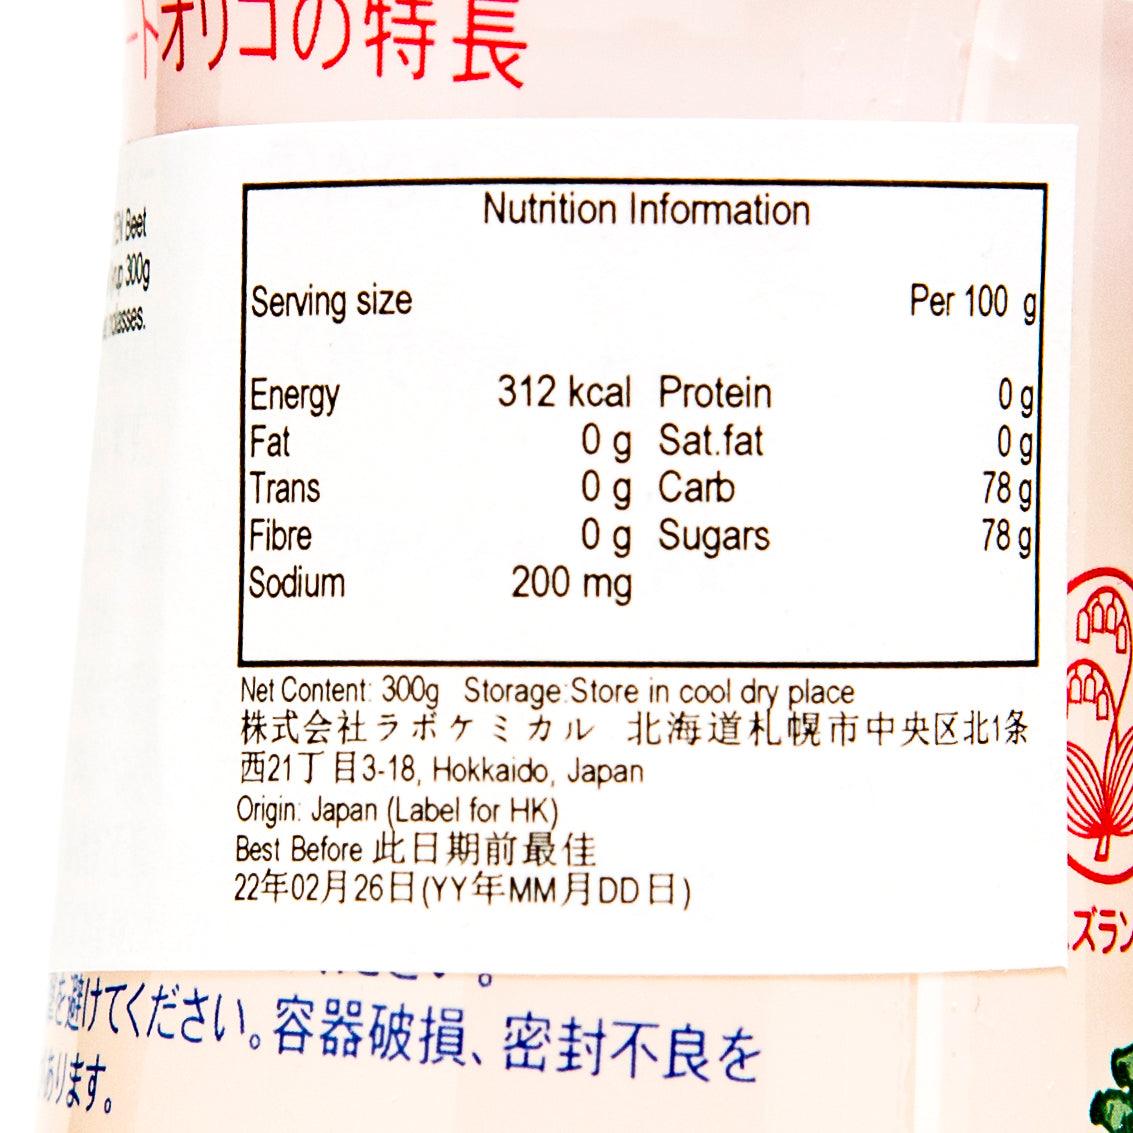 ートオリゴの特長
Beet
300g
Nutrition Information
Serving size Per 100 g
Energy 312 kcal Protein 0 g
Fat 0 g Sat.fat 0 g
Trans 0 g Carb 78 g
Fibre 0 g Sugars 78 g
Sodium 200 mg
Net Content: 300g Storage:Store in cool dry place
株式会社ラボケミカル 北海道札幌市中央区北1条
西21丁目3-18, Hokkaido, Japan
Origin: Japan (Label for HK)
Best Before 此日期前最佳
22年02月26日(YY年MM月DD日)
ズラン
ください。
を避けてください。容器破損、密封不良を
あります。